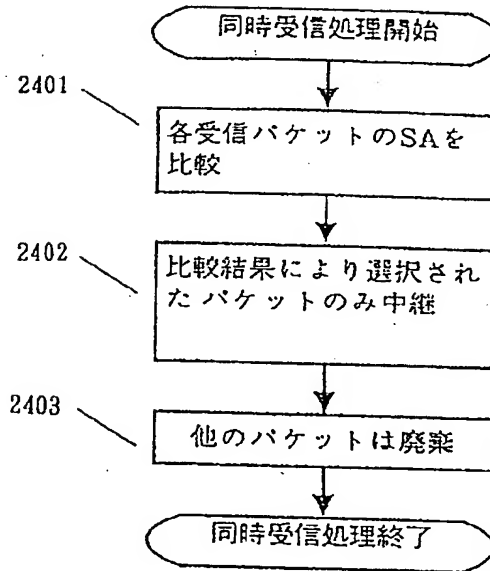 同時受信処理開始
2401
各受信パケットのSAを
比較
2402
比較結果により選択され
たパケットのみ中継
2403
他のパケットは廃棄
同時受信処理終了